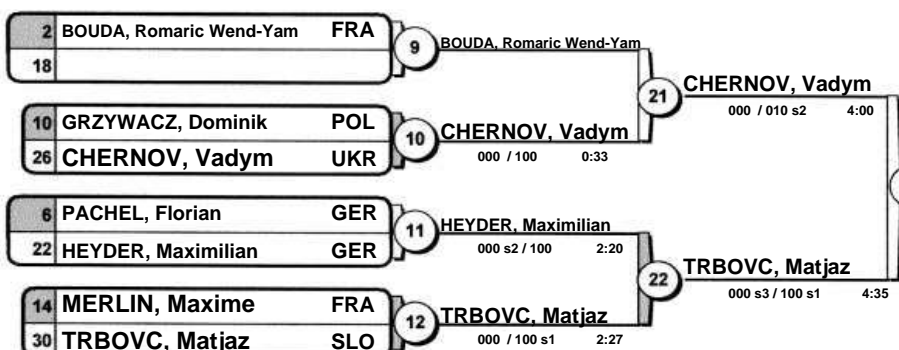 2 BOUDA, Romaric Wend-Yam FRA
18
9
BOUDA, Romaric Wend-Yam
10 GRZYWACZ, Dominik POL
26 CHERNOV, Vadym UKR
10
CHERNOV, Vadym
000 / 100 0:33
21
CHERNOV, Vadym
000 / 010 s2 4:00
6 PACHEL, Florian GER
22 HEYDER, Maximilian GER
11
HEYDER, Maximilian
000 s2 / 100 2:20
14 MERLIN, Maxime FRA
30 TRBOVC, Matjaz SLO
12
TRBOVC, Matjaz
000 / 100 s1 2:27
22
TRBOVC, Matjaz
000 s3 / 100 s1 4:35